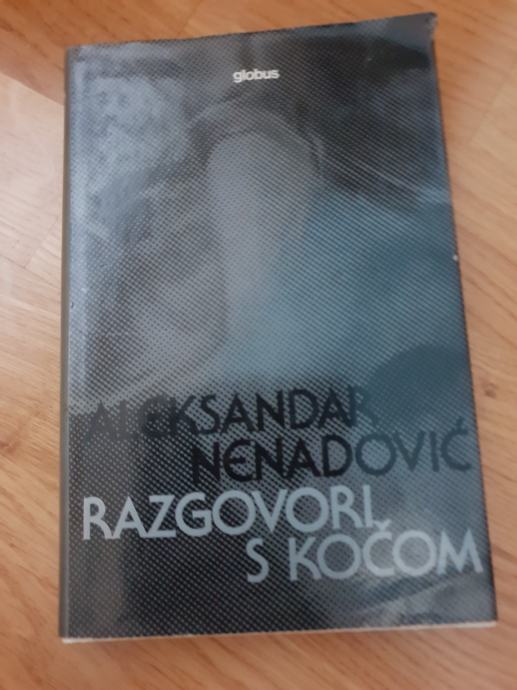 globus
ALEKSANDAR
NENADOVIĆ
RAZGOVORI
S KOČOM